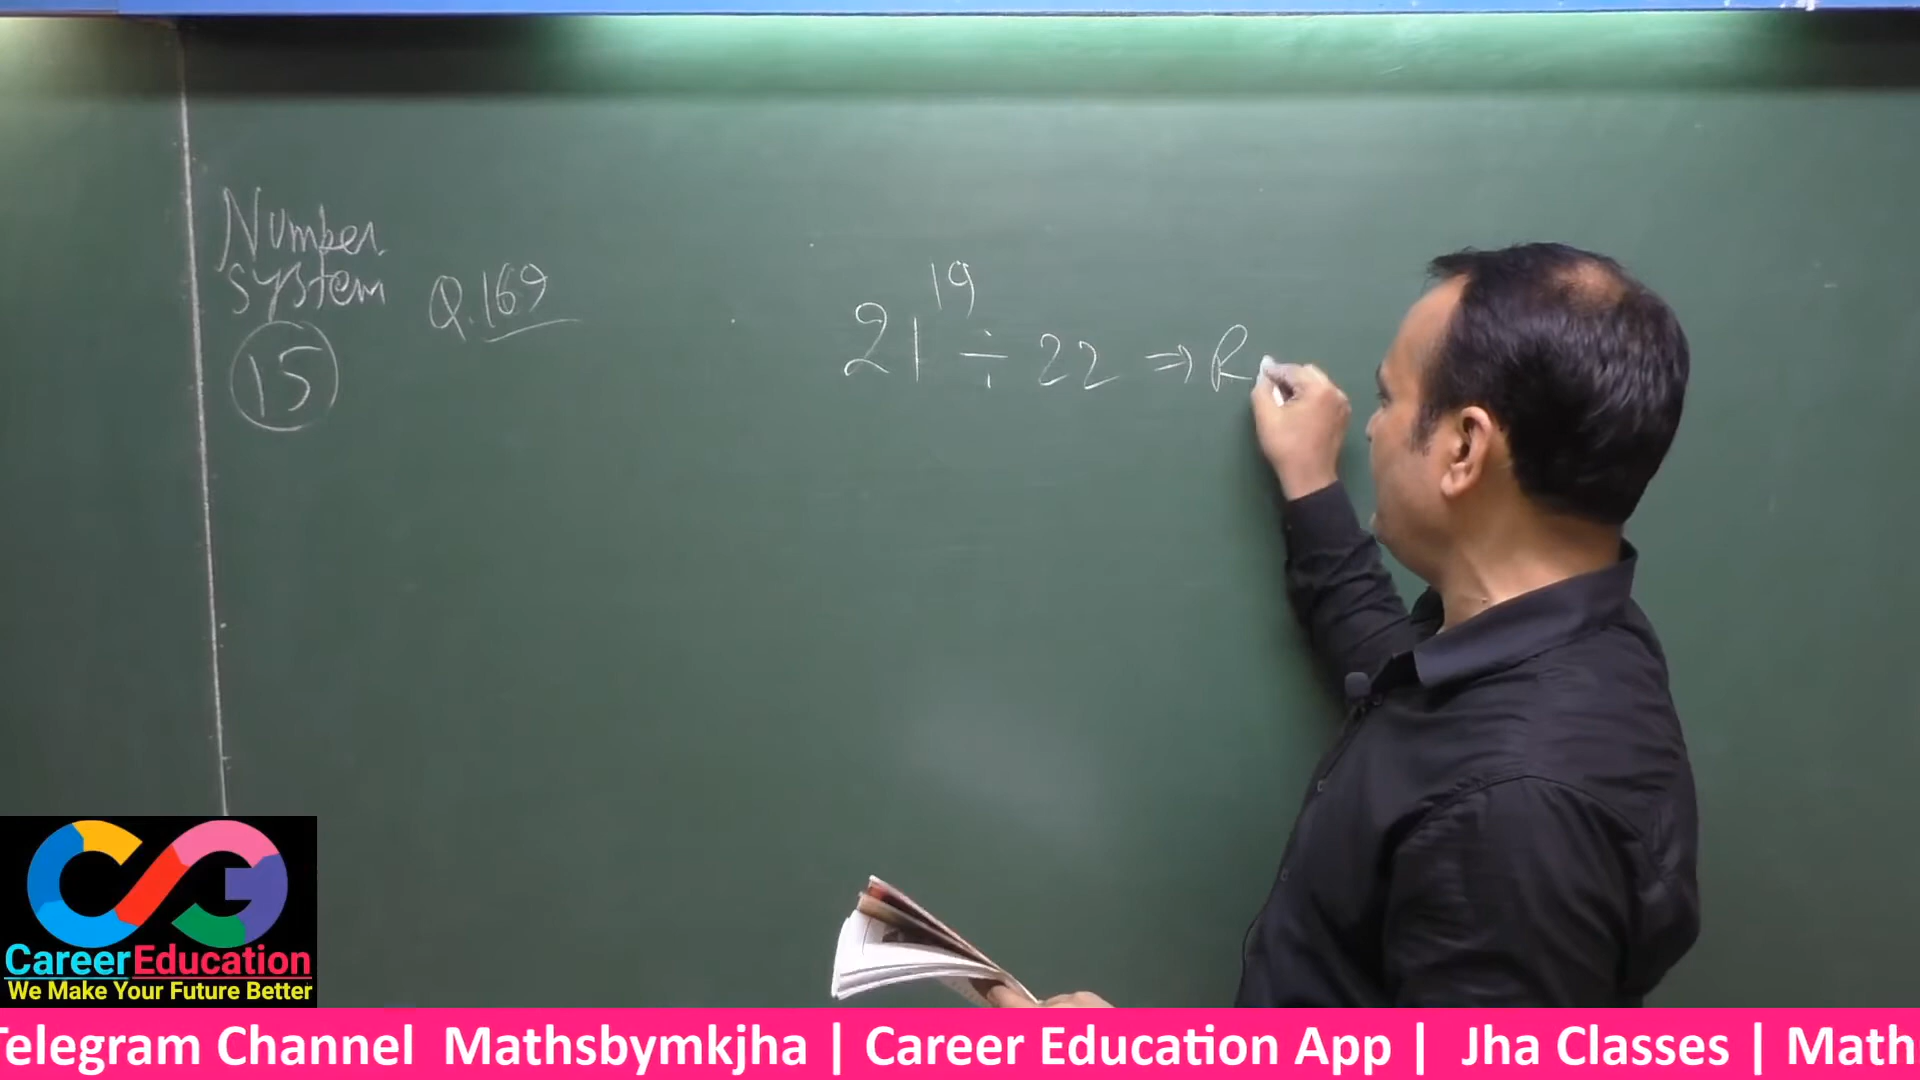 Number
system
15
Q.169
21^19 ÷ 22 ⇒ R
CareerEducation
We Make Your Future Better
Telegram Channel Mathsbymkjha | Career Education App | Jha Classes | Math